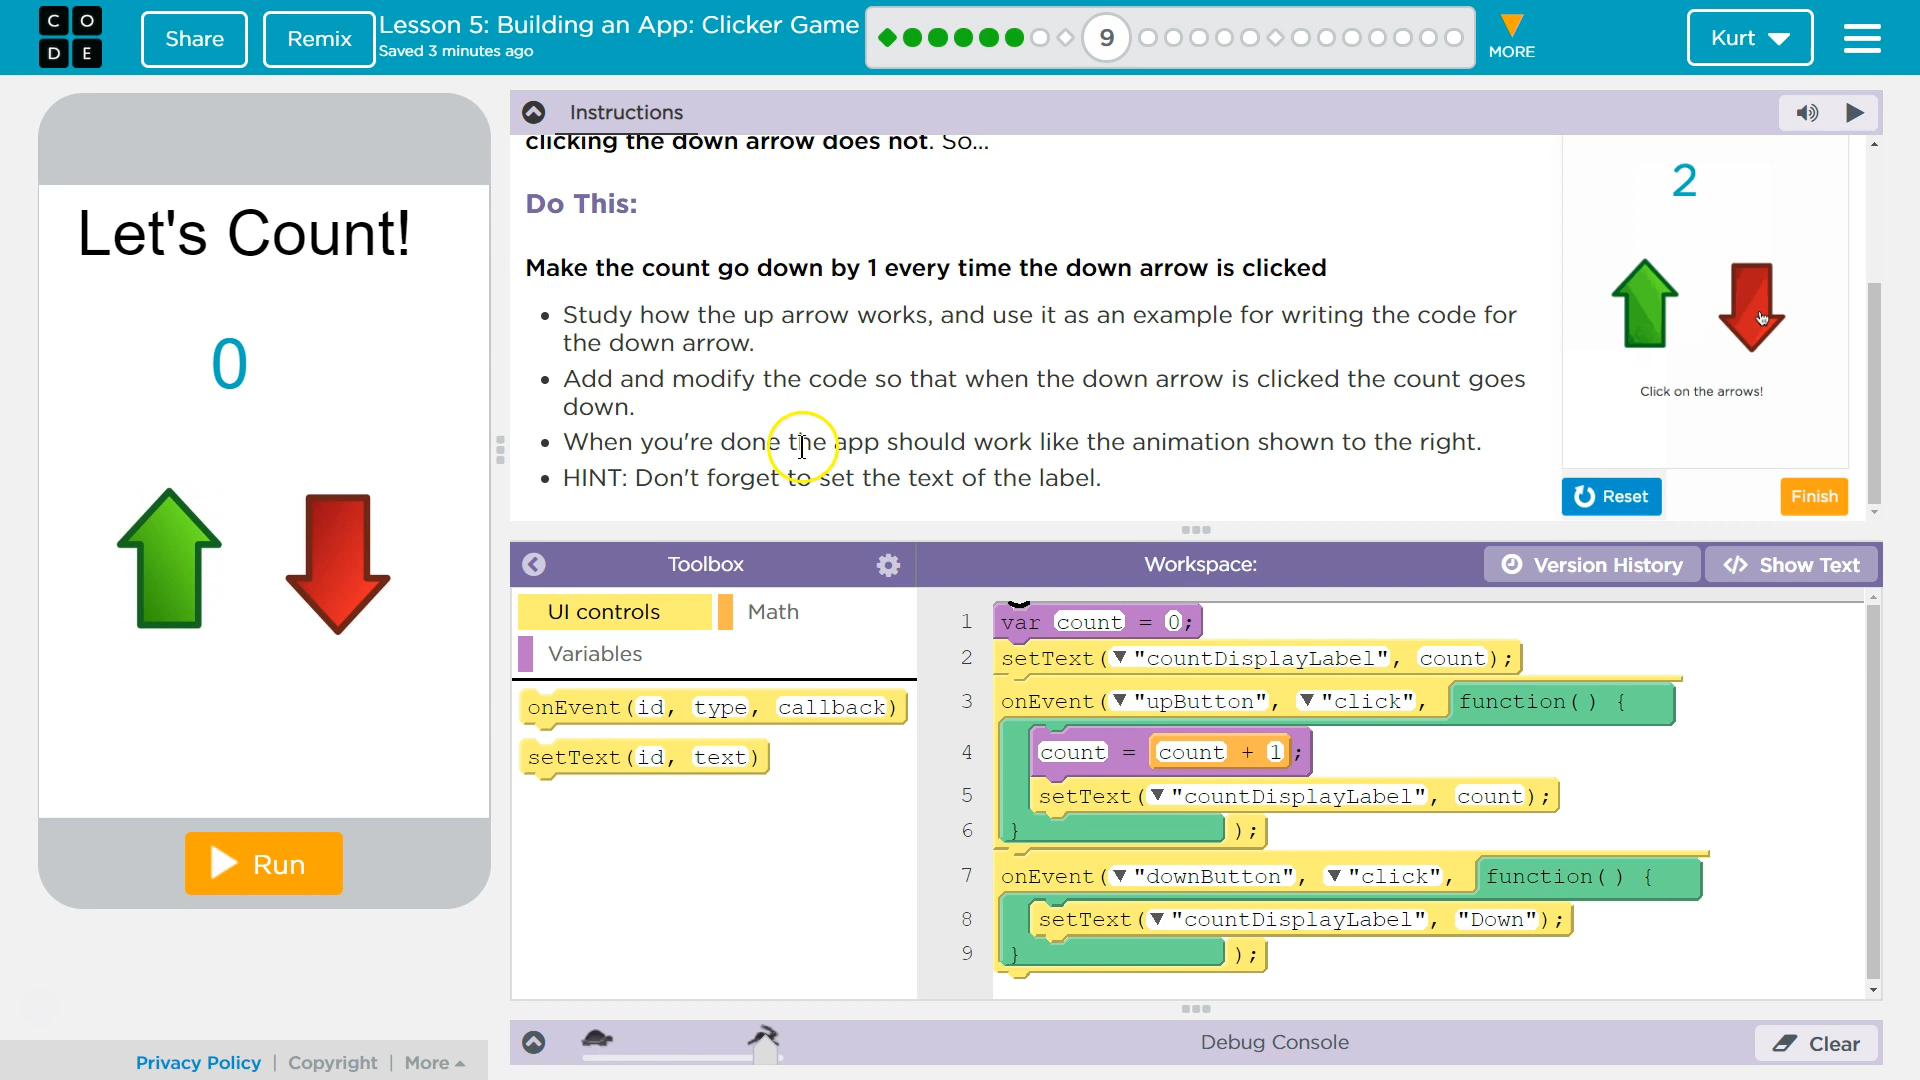 C O
D E
Share
Remix
Lesson 5: Building an App: Clicker Game
Saved 3 minutes ago
9
MORE
Kurt
Let's Count!
0
Run
Privacy Policy | Copyright | More
Instructions
clicking the down arrow does not. So...
Do This:
Make the count go down by 1 every time the down arrow is clicked
• Study how the up arrow works, and use it as an example for writing the code for
the down arrow.
• Add and modify the code so that when the down arrow is clicked the count goes
down.
• When you're done the app should work like the animation shown to the right.
• HINT: Don't forget to set the text of the label.
2
Click on the arrows!
Reset
Finish
Toolbox
Workspace:
Version History
</> Show Text
UI controls
Math
Variables
onEvent(id, type, callback)
setText(id, text)
1 var count = 0;
2 setText("countDisplayLabel", count);
3 onEvent("upButton", "click", function( ) {
4 count = count + 1;
5 setText("countDisplayLabel", count);
6 } );
7 onEvent("downButton", "click", function( ) {
8 setText("countDisplayLabel", "Down");
9 } );
Debug Console
Clear